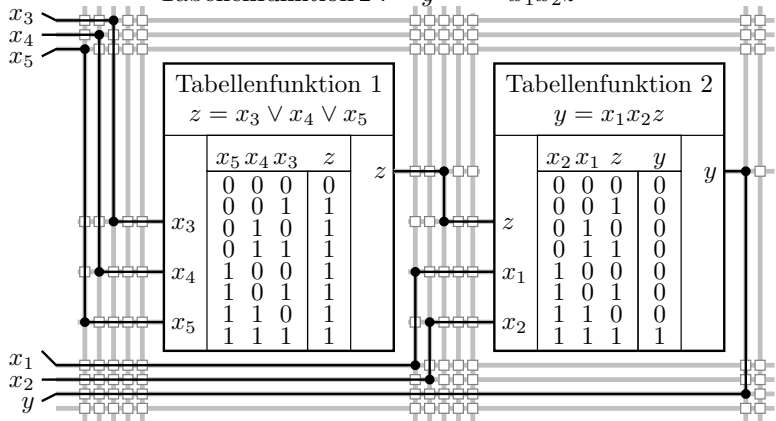 x₃
x₄
x₅
Tabellenfunktion 1
z = x₃ ∨ x₄ ∨ x₅
x₅ x₄ x₃ z
0 0 0 0
0 0 1 1
0 1 0 1
0 1 1 1
1 0 0 1
1 0 1 1
1 1 0 1
1 1 1 1
x₃
x₄
x₅
z
Tabellenfunktion 2
y = x₁x₂z
x₂ x₁ z y
0 0 0 0
0 0 1 0
0 1 0 0
0 1 1 0
1 0 0 0
1 0 1 0
1 1 0 0
1 1 1 1
z
x₁
x₂
y
x₁
x₂
y